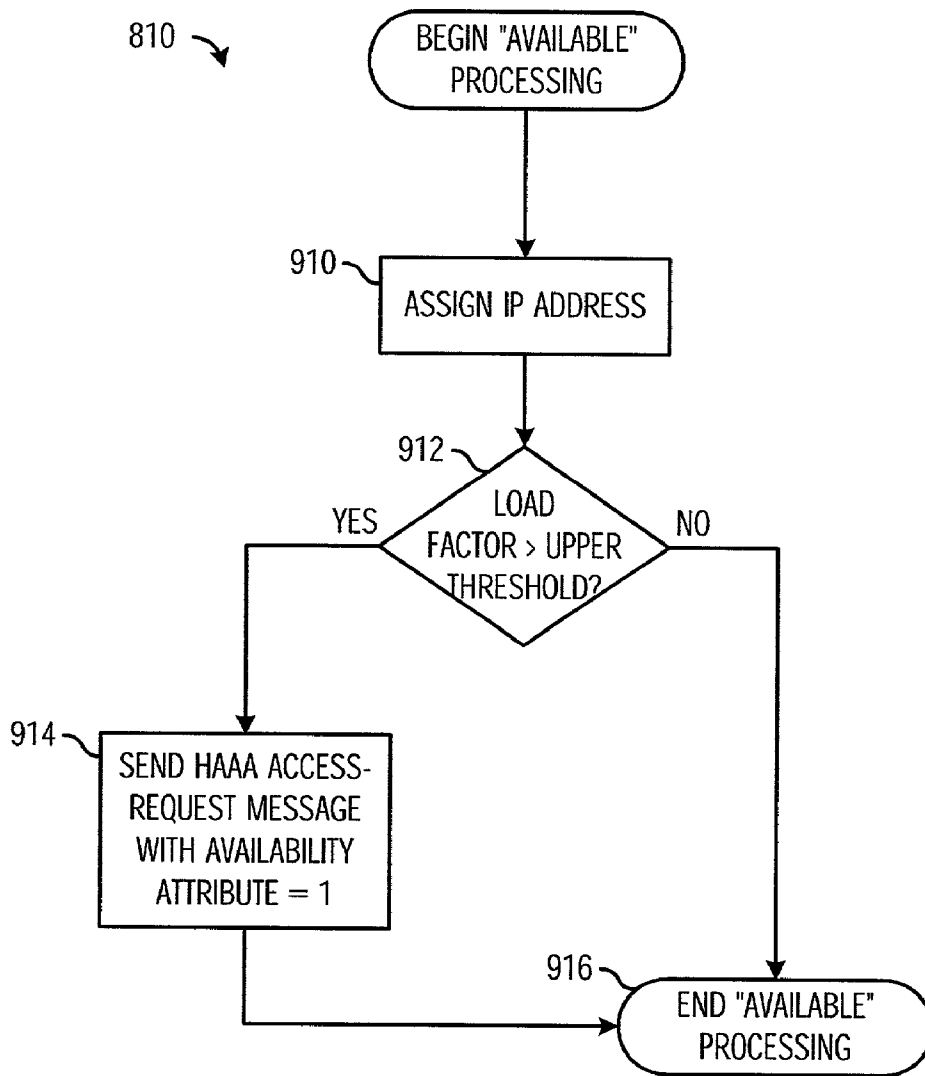 810
BEGIN "AVAILABLE"
PROCESSING
910
ASSIGN IP ADDRESS
912
LOAD
FACTOR > UPPER
THRESHOLD?
YES
NO
914
SEND HAAA ACCESS-
REQUEST MESSAGE
WITH AVAILABILITY
ATTRIBUTE = 1
916
END "AVAILABLE"
PROCESSING